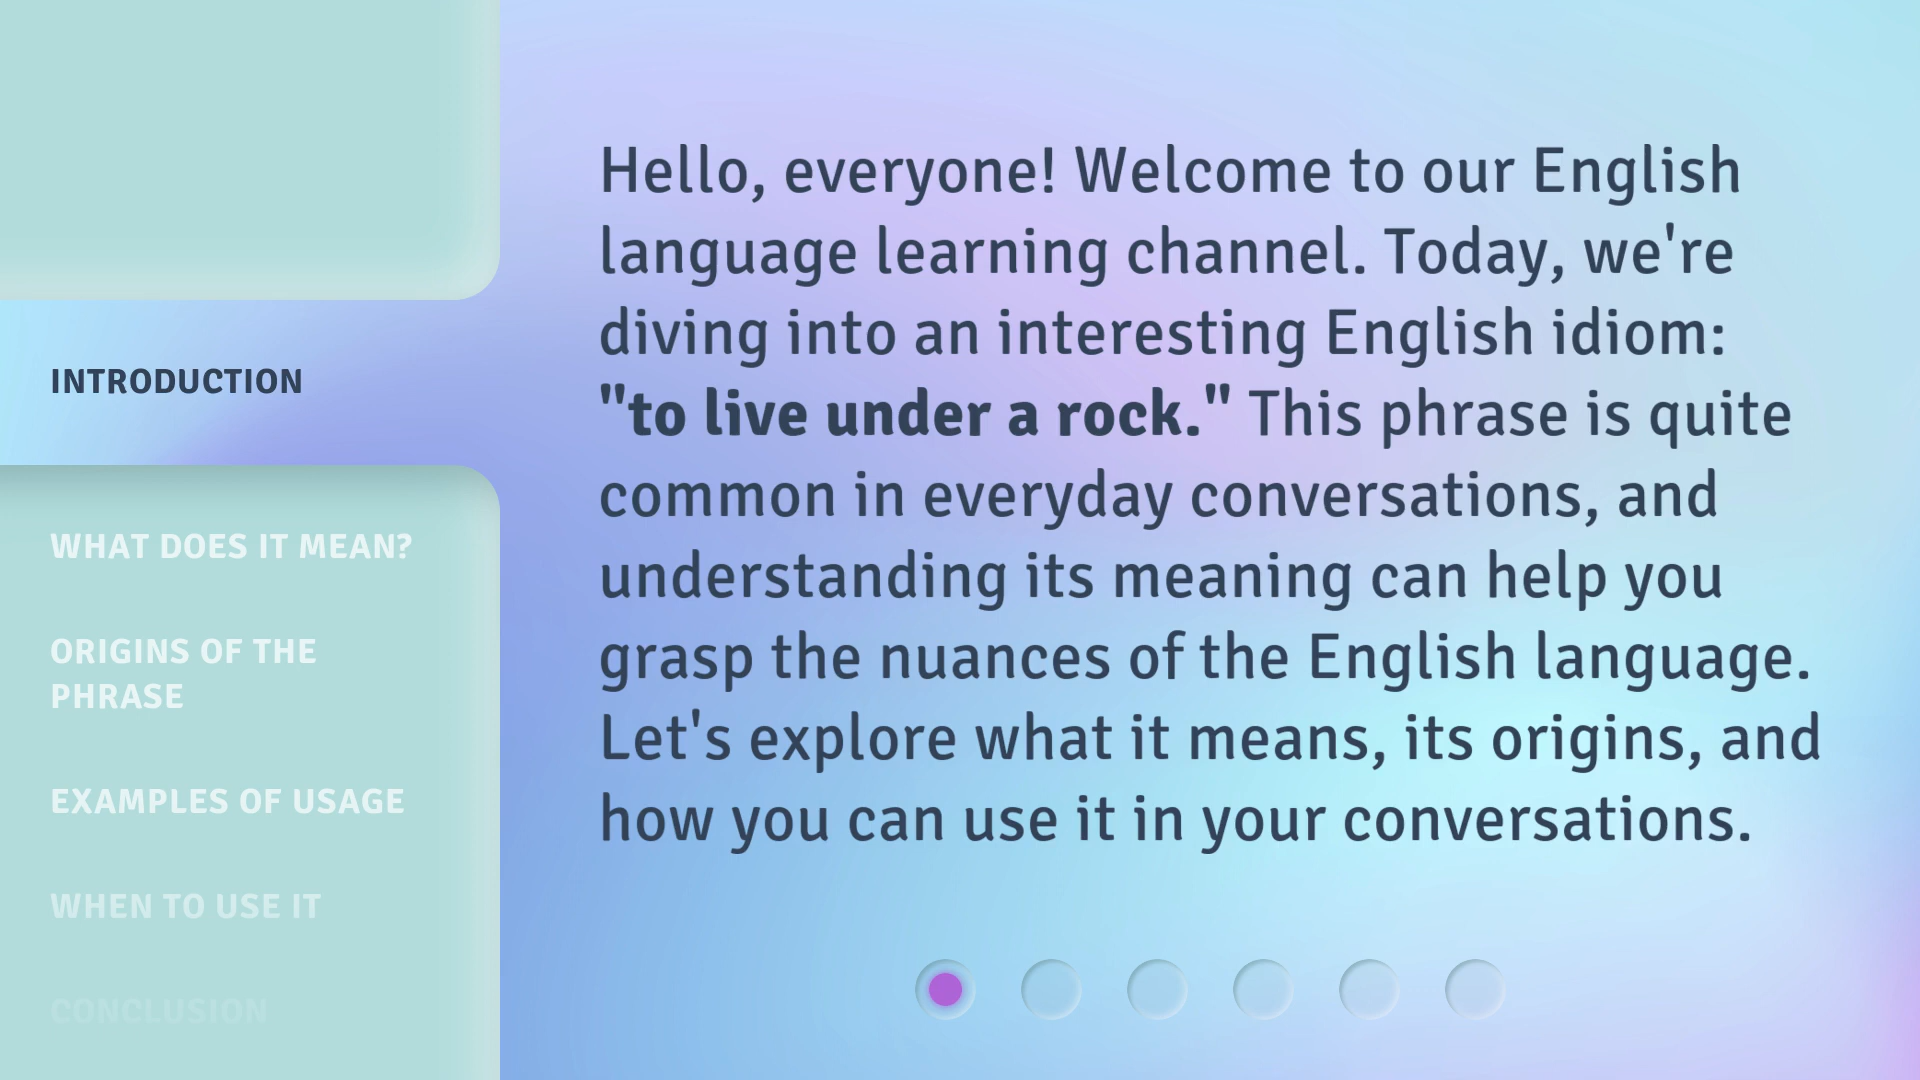 INTRODUCTION
WHAT DOES IT MEAN?
ORIGINS OF THE
PHRASE
EXAMPLES OF USAGE
WHEN TO USE IT
CONCLUSION
Hello, everyone! Welcome to our English
language learning channel. Today, we're
diving into an interesting English idiom:
"to live under a rock." This phrase is quite
common in everyday conversations, and
understanding its meaning can help you
grasp the nuances of the English language.
Let's explore what it means, its origins, and
how you can use it in your conversations.